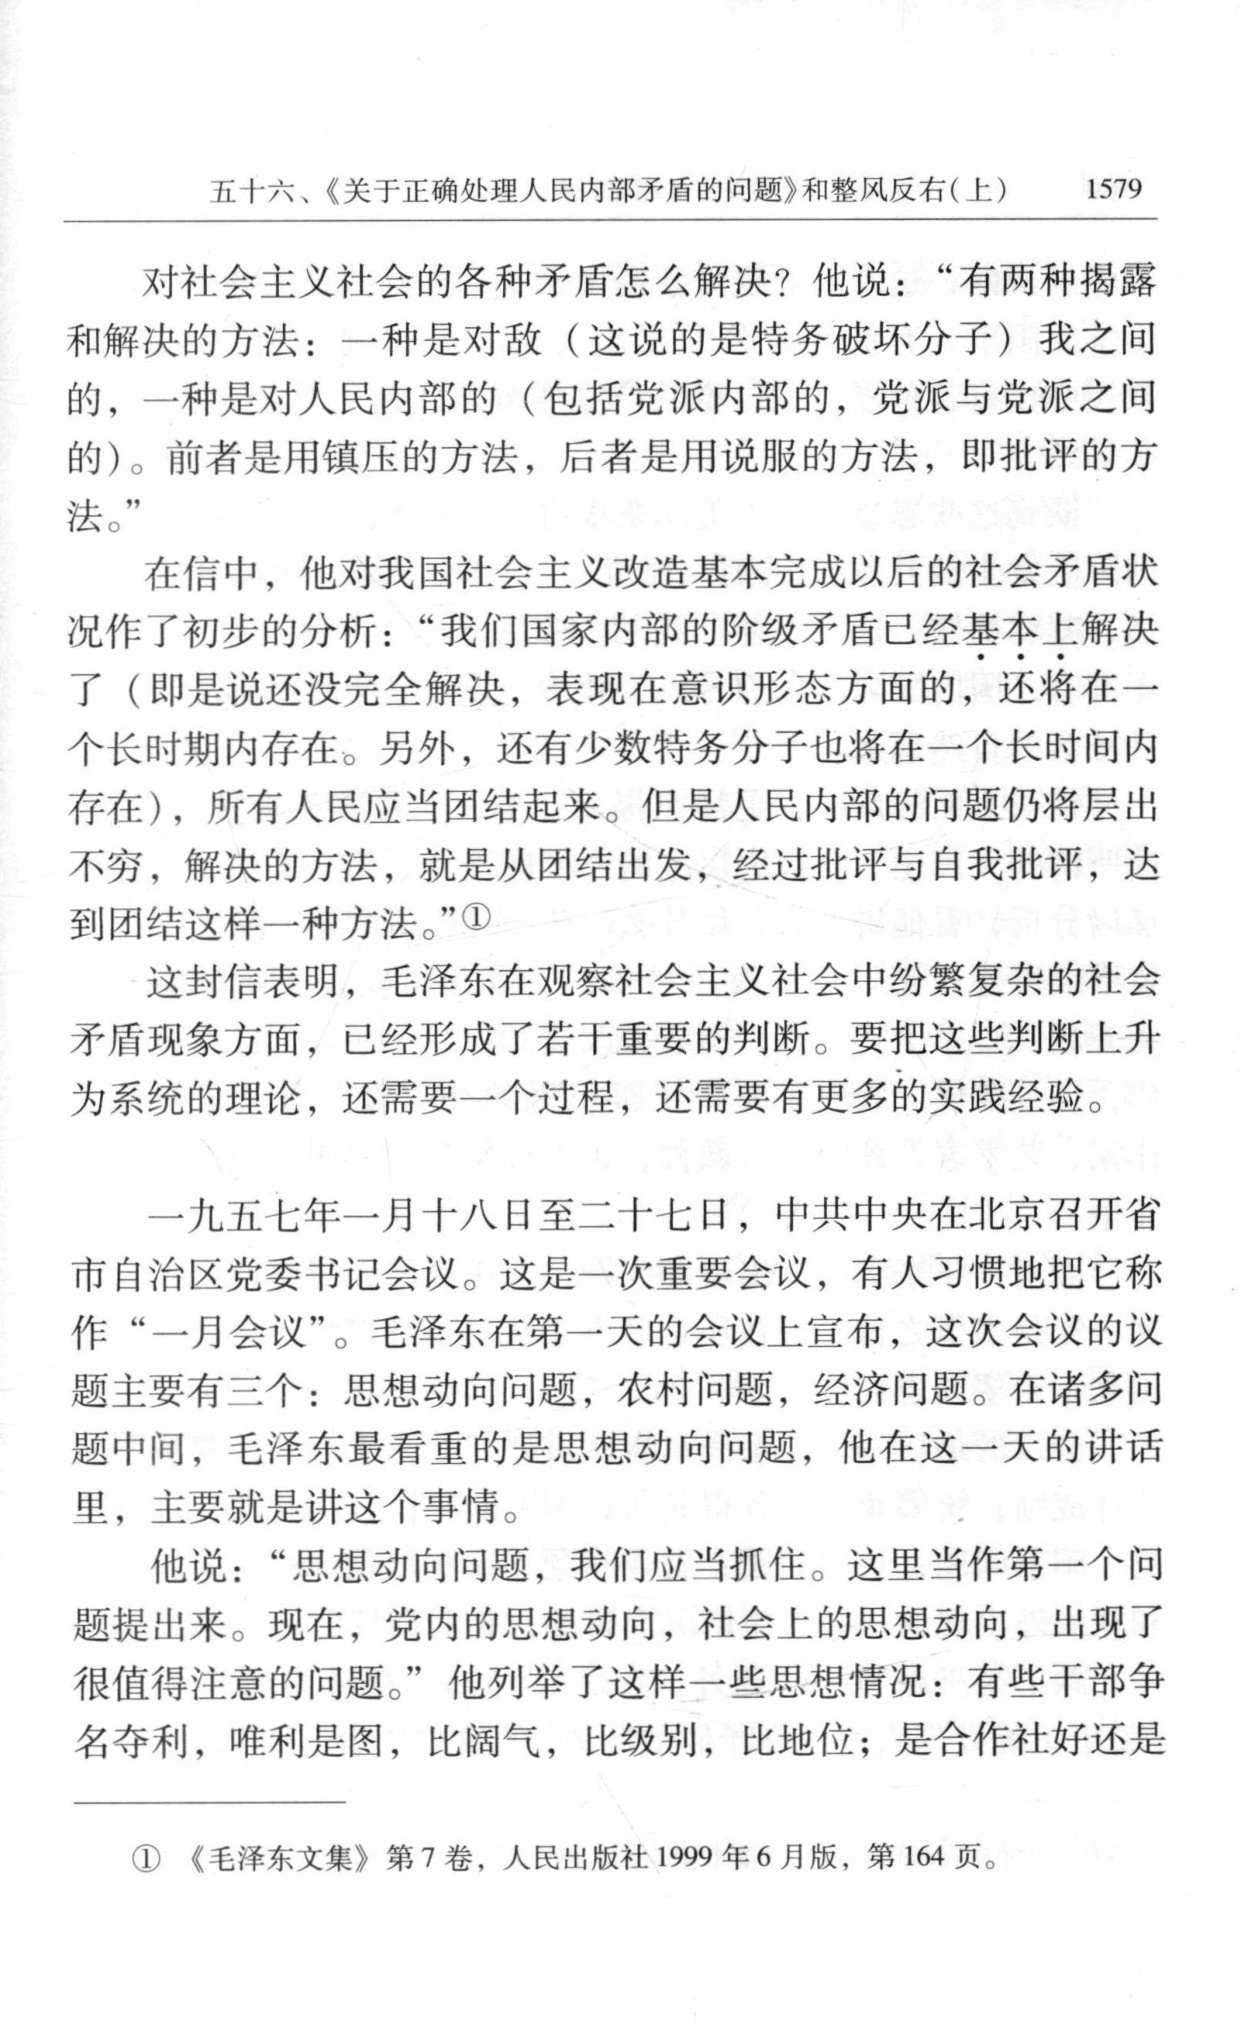 五十六、《关于正确处理人民内部矛盾的问题》和整风反右(上) 1579
对社会主义社会的各种矛盾怎么解决？他说：“有两种揭露
和解决的方法：一种是对敌（这说的是特务破坏分子）我之间
的，一种是对人民内部的（包括党派内部的，党派与党派之间
的）。前者是用镇压的方法，后者是用说服的方法，即批评的方
法。”
在信中，他对我国社会主义改造基本完成以后的社会矛盾状
况作了初步的分析：“我们国家内部的阶级矛盾已经基本上解决
了（即是说还没完全解决，表现在意识形态方面的，还将在一
个长时期内存在。另外，还有少数特务分子也将在一个长时间内
存在），所有人民应当团结起来。但是人民内部的问题仍将层出
不穷，解决的方法，就是从团结出发，经过批评与自我批评，达
到团结这样一种方法。”①
这封信表明，毛泽东在观察社会主义社会中纷繁复杂的社会
矛盾现象方面，已经形成了若干重要的判断。要把这些判断上升
为系统的理论，还需要一个过程，还需要有更多的实践经验。
一九五七年一月十八日至二十七日，中共中央在北京召开省
市自治区党委书记会议。这是一次重要会议，有人习惯地把它称
作“一月会议”。毛泽东在第一天的会议上宣布，这次会议的议
题主要有三个：思想动向问题，农村问题，经济问题。在诸多问
题中间，毛泽东最看重的是思想动向问题，他在这一天的讲话
里，主要就是讲这个事情。
他说：“思想动向问题，我们应当抓住。这里当作第一个问
题提出来。现在，党内的思想动向，社会上的思想动向，出现了
很值得注意的问题。”他列举了这样一些思想情况：有些干部争
名夺利，唯利是图，比阔气，比级别，比地位；是合作社好还是
① 《毛泽东文集》第7卷，人民出版社1999年6月版，第164页。